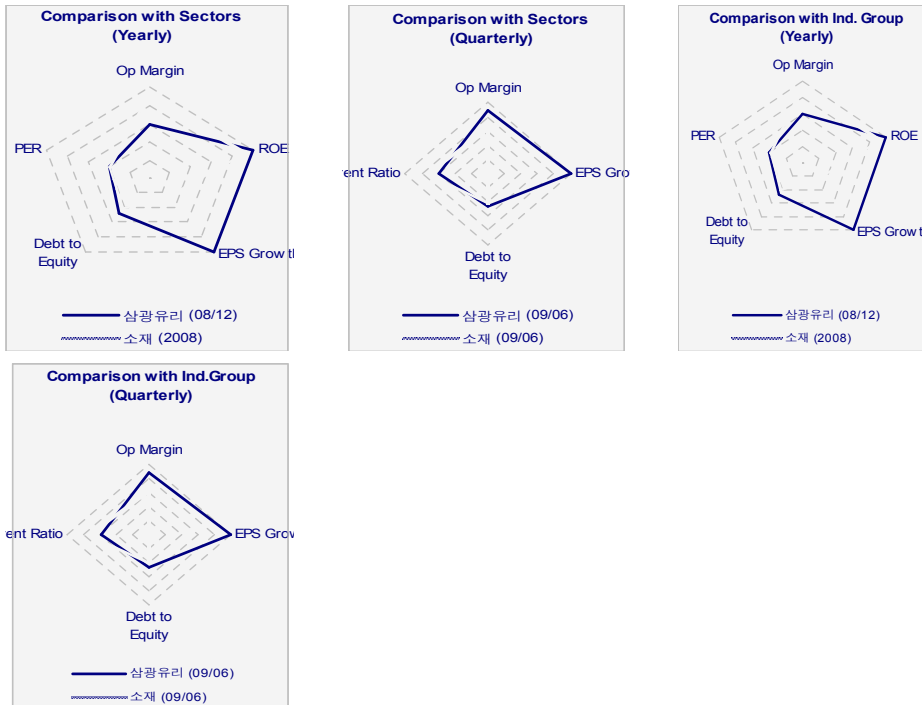 Comparison with Sectors
(Yearly)
Op Margin
PER
ROE
Debt to
Equity
EPS Growt
삼광유리 (08/12)
소재 (2008)
Comparison with Sectors
(Quarterly)
Op Margin
ent Ratio
EPS Gro
Debt to
Equity
삼광유리 (09/06)
소재 (09/06)
Comparison with Ind. Group
(Yearly)
Op Margin
PER
ROE
Debt to
Equity
EPS Growt
삼광유리 (08/12)
소재 (2008)
Comparison with Ind.Group
(Quarterly)
Op Margin
ent Ratio
EPS Grow
Debt to
Equity
삼광유리 (09/06)
소재 (09/06)